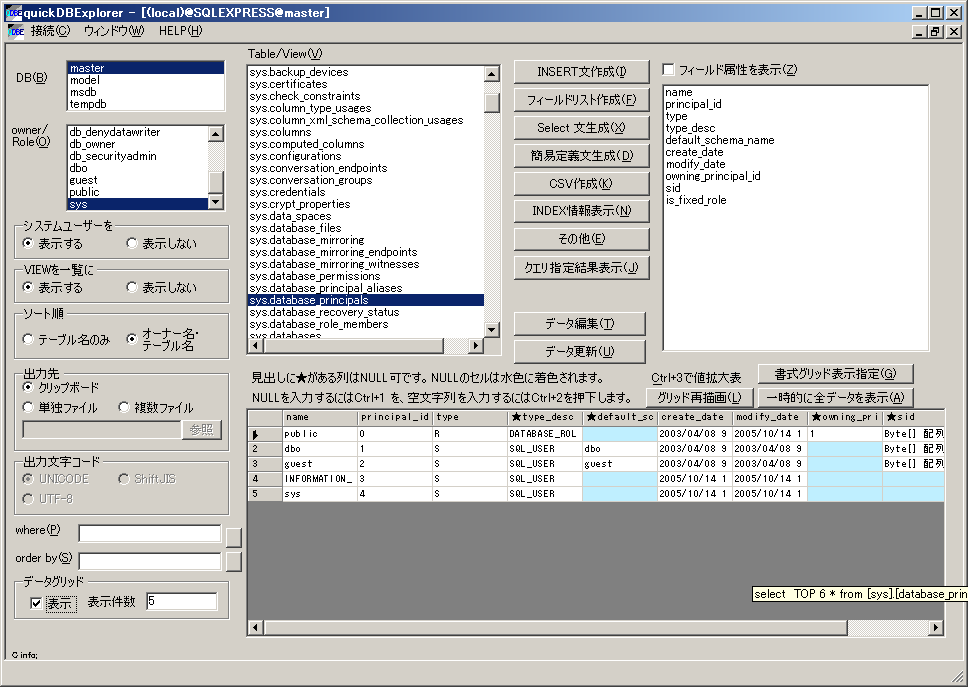 quickDBExplorer - [(local)@SQLEXPRESS@master]
接続(C) ウィンドウ(W) HELP(H)
DB(B)
master
model
msdb
tempdb
owner/
Role(O)
db_denydatawriter
db_owner
db_securityadmin
dbo
guest
public
sys
システムユーザーを
表示する 表示しない
VIEWを一覧に
表示する 表示しない
ソート順
テーブル名のみ オーナー名・
テーブル名
出力先
クリップボード
単独ファイル 複数ファイル
参照
出力文字コード
UNICODE ShiftJIS
UTF-8
where(P)
order by(S)
データグリッド
表示 表示件数 5
Table/View(V)
sys.backup_devices
sys.certificates
sys.check_constraints
sys.column_type_usages
sys.column_xml_schema_collection_usages
sys.columns
sys.computed_columns
sys.configurations
sys.conversation_endpoints
sys.conversation_groups
sys.credentials
sys.crypt_properties
sys.data_spaces
sys.database_files
sys.database_mirroring
sys.database_mirroring_endpoints
sys.database_mirroring_witnesses
sys.database_permissions
sys.database_principal_aliases
sys.database_principals
sys.database_recovery_status
sys.database_role_members
sys.databases
INSERT文作成(I)
フィールドリスト作成(F)
Select 文生成(X)
簡易定義文生成(D)
CSV作成(K)
INDEX情報表示(N)
その他(E)
クエリ指定結果表示(J)
データ編集(T)
データ更新(U)
フィールド属性を表示(Z)
name
principal_id
type
type_desc
default_schema_name
create_date
modify_date
owning_principal_id
sid
is_fixed_role
見出しに★がある列はNULL可です。NULLのセルは水色に着色されます。 Ctrl+3で値拡大表 書式グリッド表示指定(G)
NULLを入力するにはCtrl+1 を、空文字列を入力するにはCtrl+2を押下します。 グリッド再描画(L) 一時的に全データを表示(A)
name principal_id type ★type_desc ★default_sc create_date modify_date ★owning_pri ★sid
public 0 R DATABASE_ROL 2003/04/08 9 2005/10/14 1 1 Byte[] 配列
2 dbo 1 S SQL_USER dbo 2003/04/08 9 2003/04/08 9 Byte[] 配列
3 guest 2 S SQL_USER guest 2003/04/08 9 2003/04/08 9 Byte[] 配列
4 INFORMATION_ 3 S SQL_USER 2005/10/14 1 2005/10/14 1
5 sys 4 S SQL_USER 2005/10/14 1 2005/10/14 1
select TOP 6 * from [sys].[database_prin